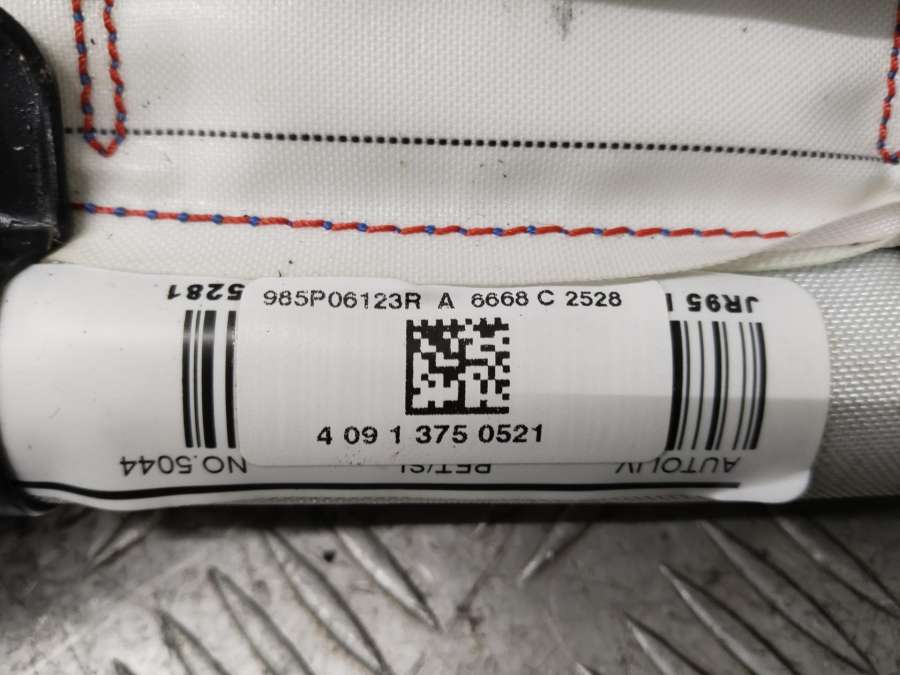 985P06123R A 6668 C 2528
4 09 1 375 0521
JR95
5281
AUTOLIV
NO.5044